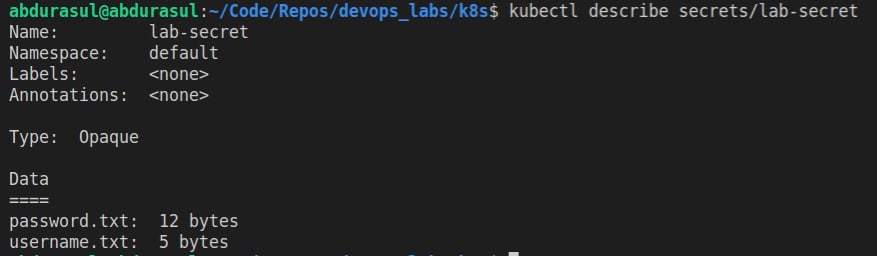 abdurasul@abdurasul:~/Code/Repos/devops_labs/k8s$ kubectl describe secrets/lab-secret
Name:         lab-secret
Namespace:    default
Labels:       <none>
Annotations:  <none>
Type:  Opaque
Data
====
password.txt:  12 bytes
username.txt:  5 bytes